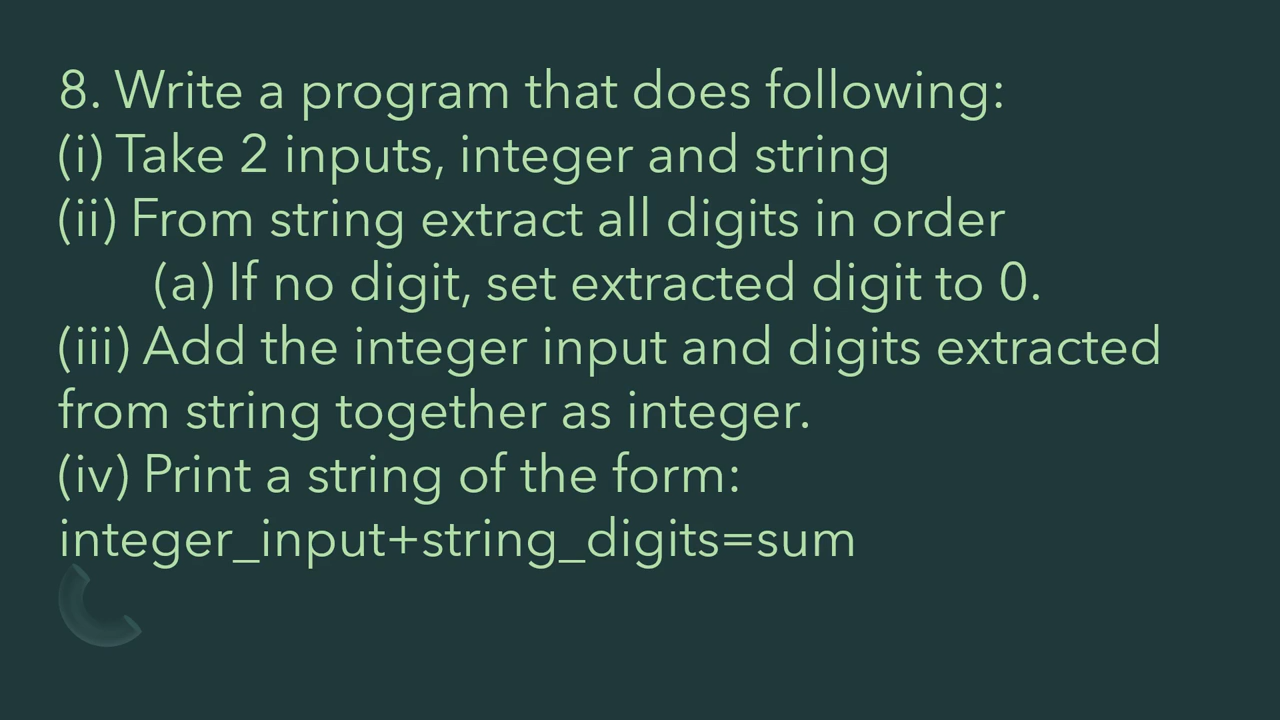 8. Write a program that does following:
(i) Take 2 inputs, integer and string
(ii) From string extract all digits in order
(a) If no digit, set extracted digit to 0.
(iii) Add the integer input and digits extracted
from string together as integer.
(iv) Print a string of the form:
integer_input+string_digits=sum